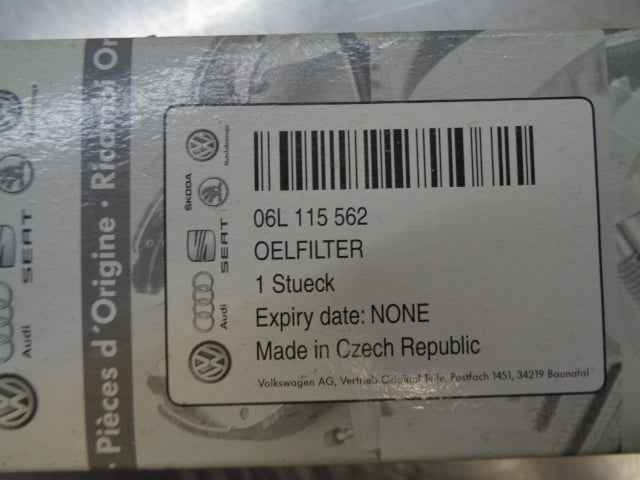 Pièces d'Origine • Ricambi Or
Audi
SEAT
Nutzfahrzeuge
ŠKODA
SEAT
Audi
06L 115 562
OELFILTER
1 Stueck
Expiry date: NONE
Made in Czech Republic
Volkswagen AG, Vertrieb Original Teile, Postfach 1451, 34219 Baunatal